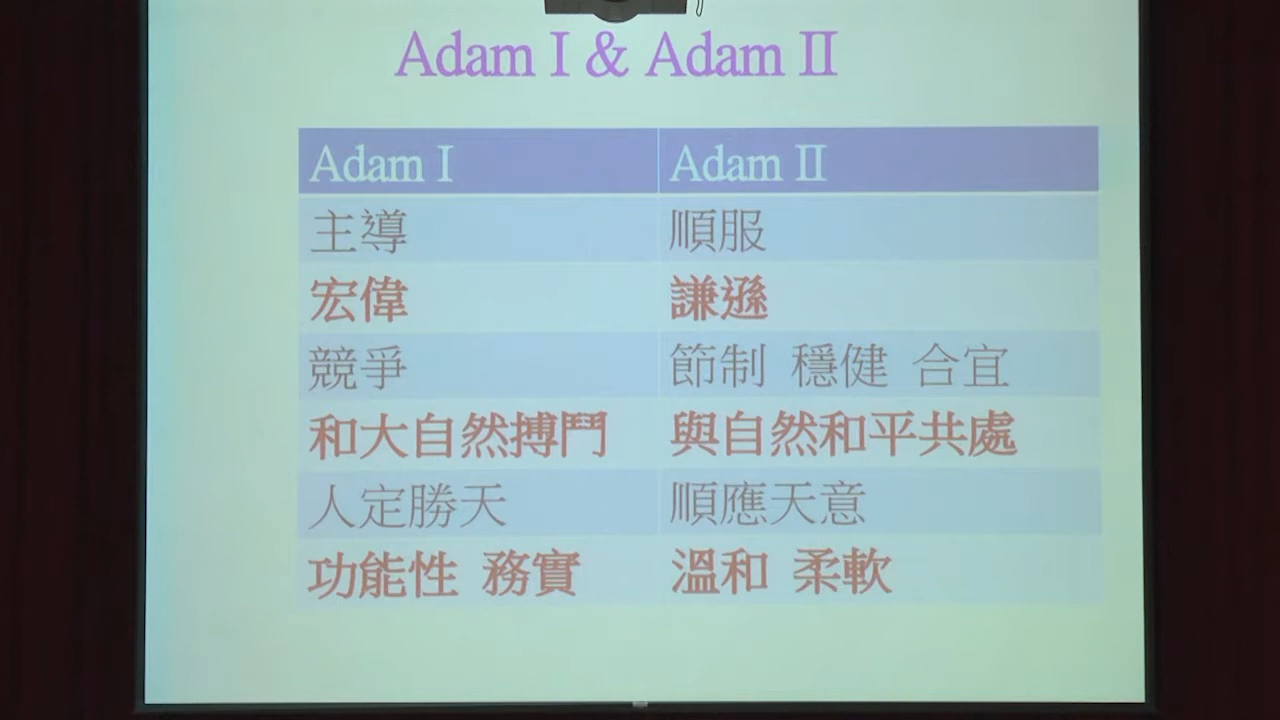 Adam I & Adam II
Adam I Adam II
主導 順服
宏偉 謙遜
競爭 節制 穩健 合宜
和大自然搏鬥 與自然和平共處
人定勝天 順應天意
功能性 務實 溫和 柔軟